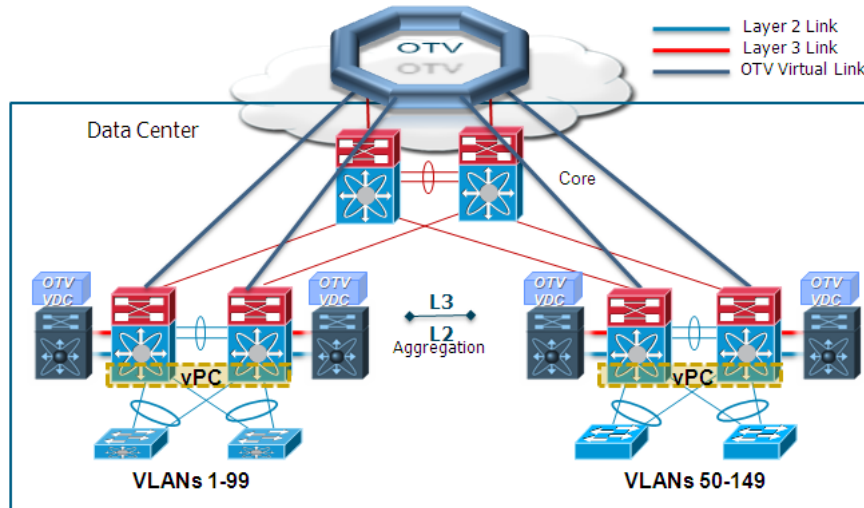 OTV
OTV
Layer 2 Link
Layer 3 Link
OTV Virtual Link
Data Center
Core
OTV
VDC
OTV
VDC
L3
L2
Aggregation
OTV
VDC
OTV
VDC
vPC
vPC
VLANs 1-99
VLANs 50-149